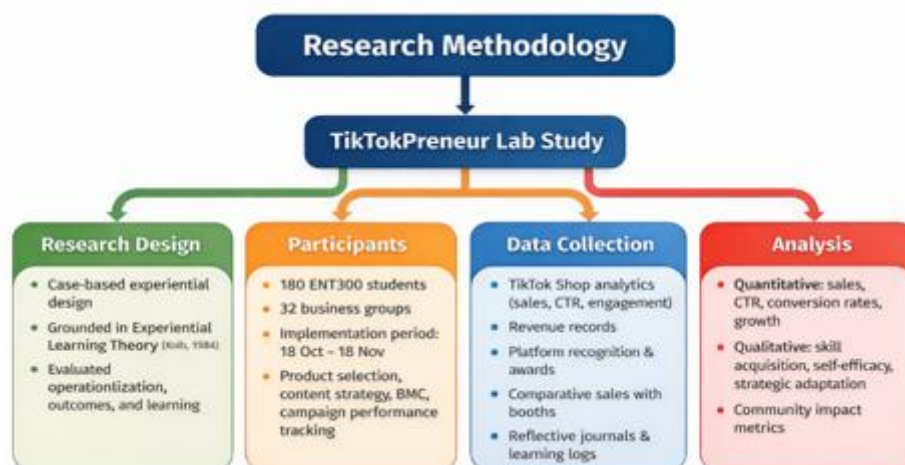 Research Methodology
TikTokPreneur Lab Study
Research Design
• Case-based experiential
design
• Grounded in Experiential
Learning Theory (Kolb, 1984)
• Evaluated
operationtlization,
outcomes, and learning
Participants
• 180 ENT300 students
• 32 business groups
• Implementation period:
18 Oct – 18 Nov
• Product selection,
content strategy, BMC,
campaign performance
tracking
Data Collection
• TikTok Shop analytics
(sales, CTR, engagement)
• Revenue records
• Platform recognition &
awards
• Comparative sales with
booths
• Reflective journals &
learning logs
Analysis
• Quantitative: sales,
CTR, conversion rates,
growth
• Qualitative: skill
acquisition, self-efficacy,
strategic adaptation
• Community impact
metrics